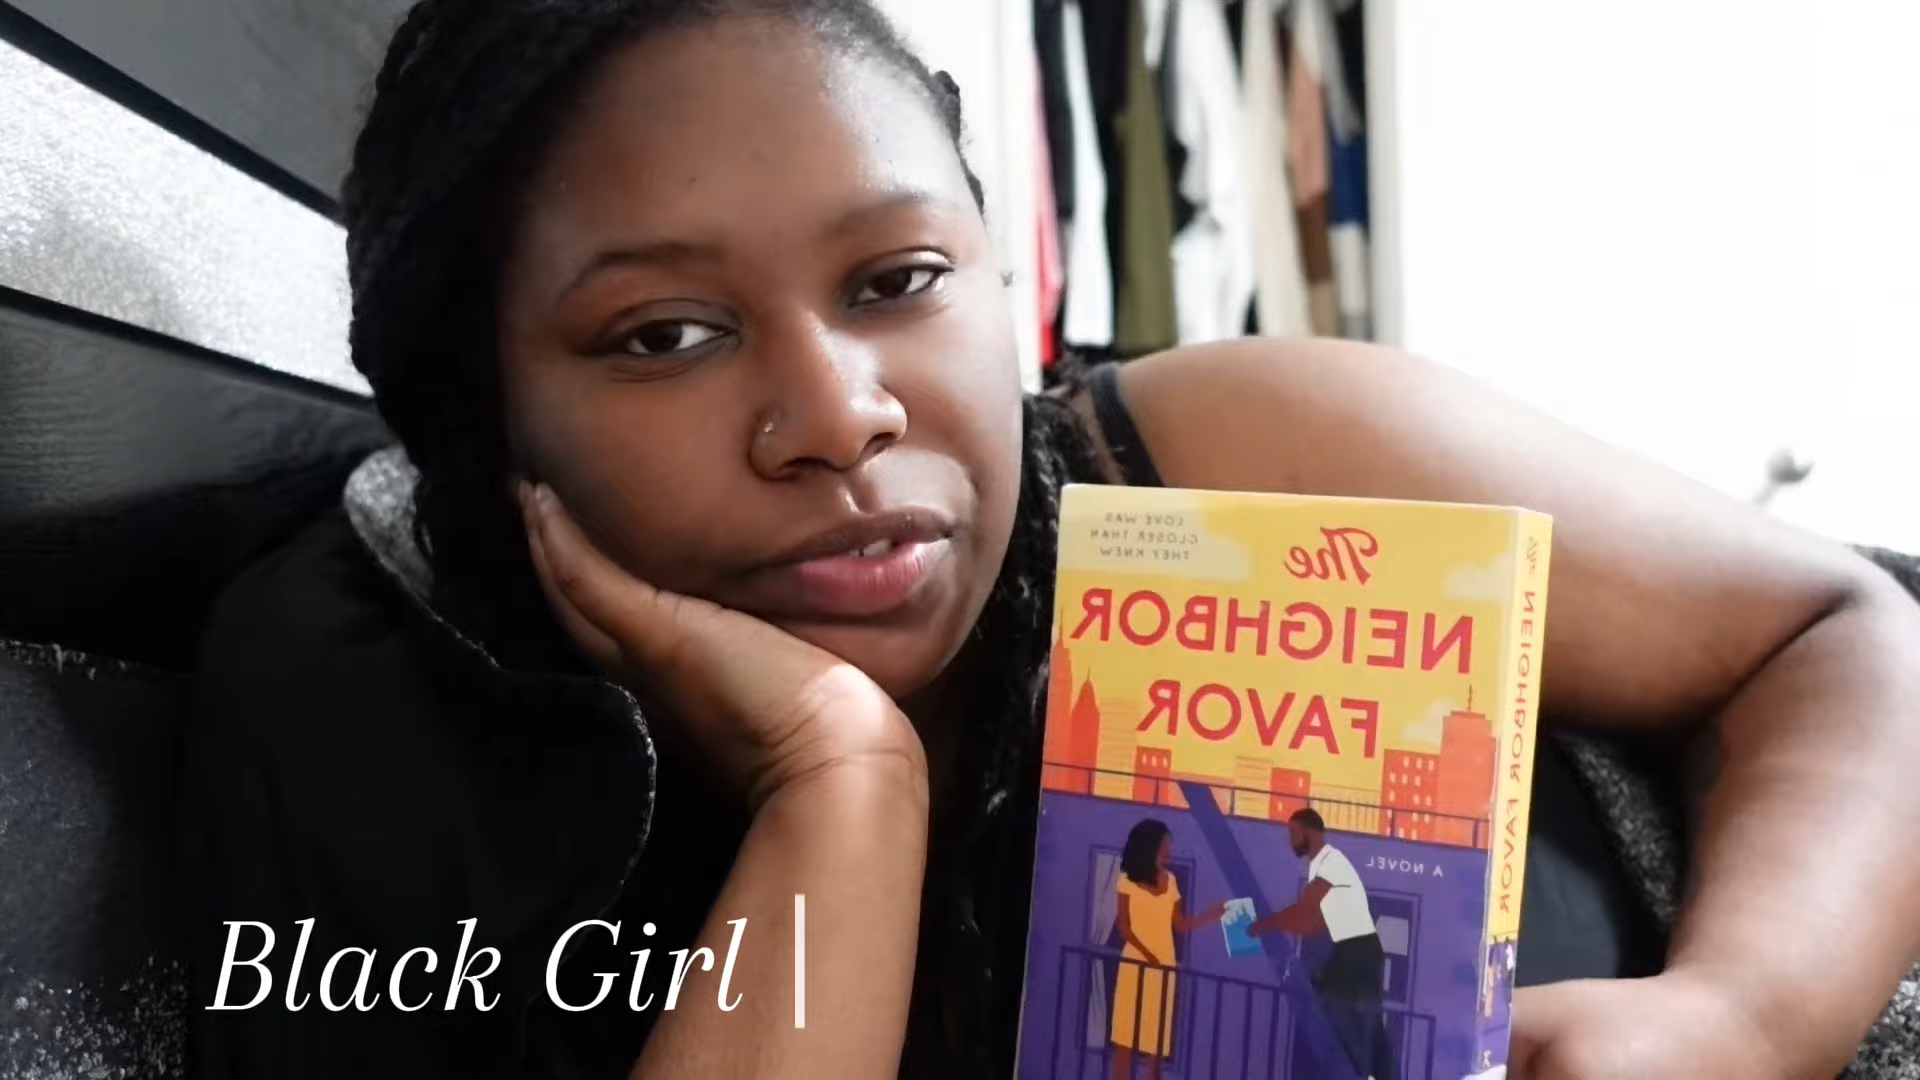 LOVE WAS
CLOSER THAN
THEY KNEW
The
NEIGHBOR
FAVOR
A NOVEL
The NEIGHBOR FAVOR
Black Girl |